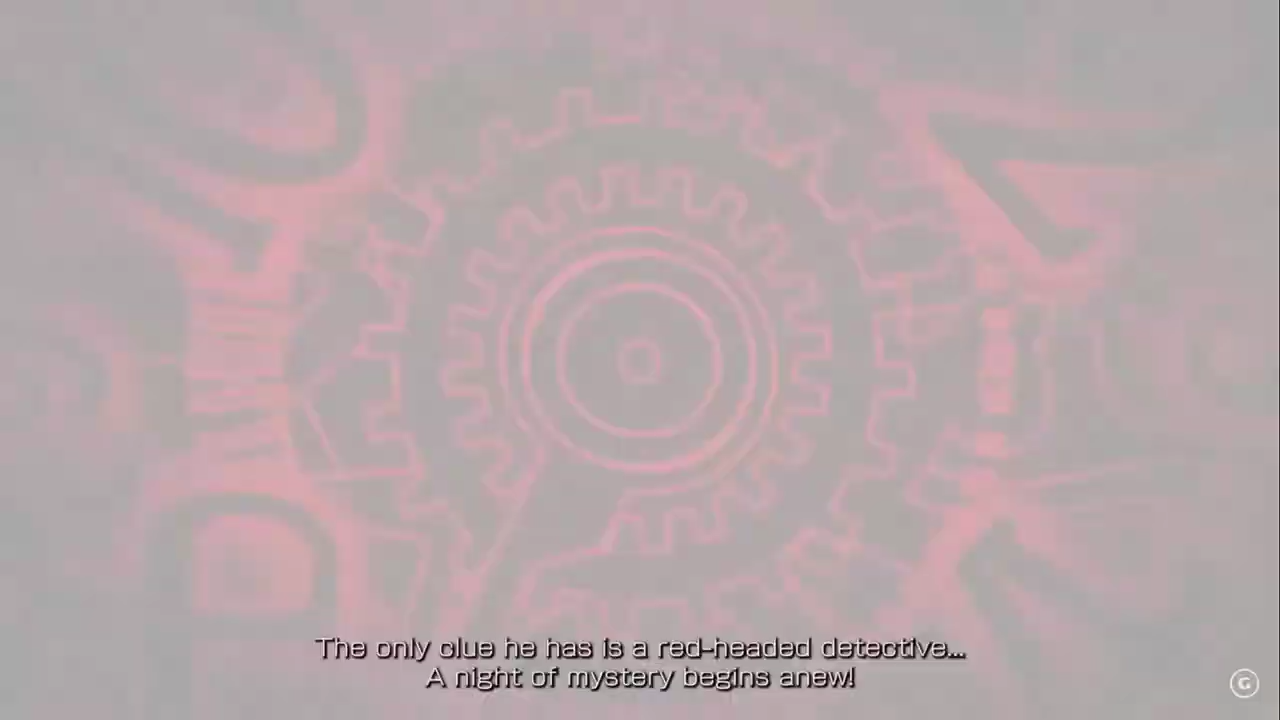 The only clue he has is a red-headed detective...
A night of mystery begins anew!
G